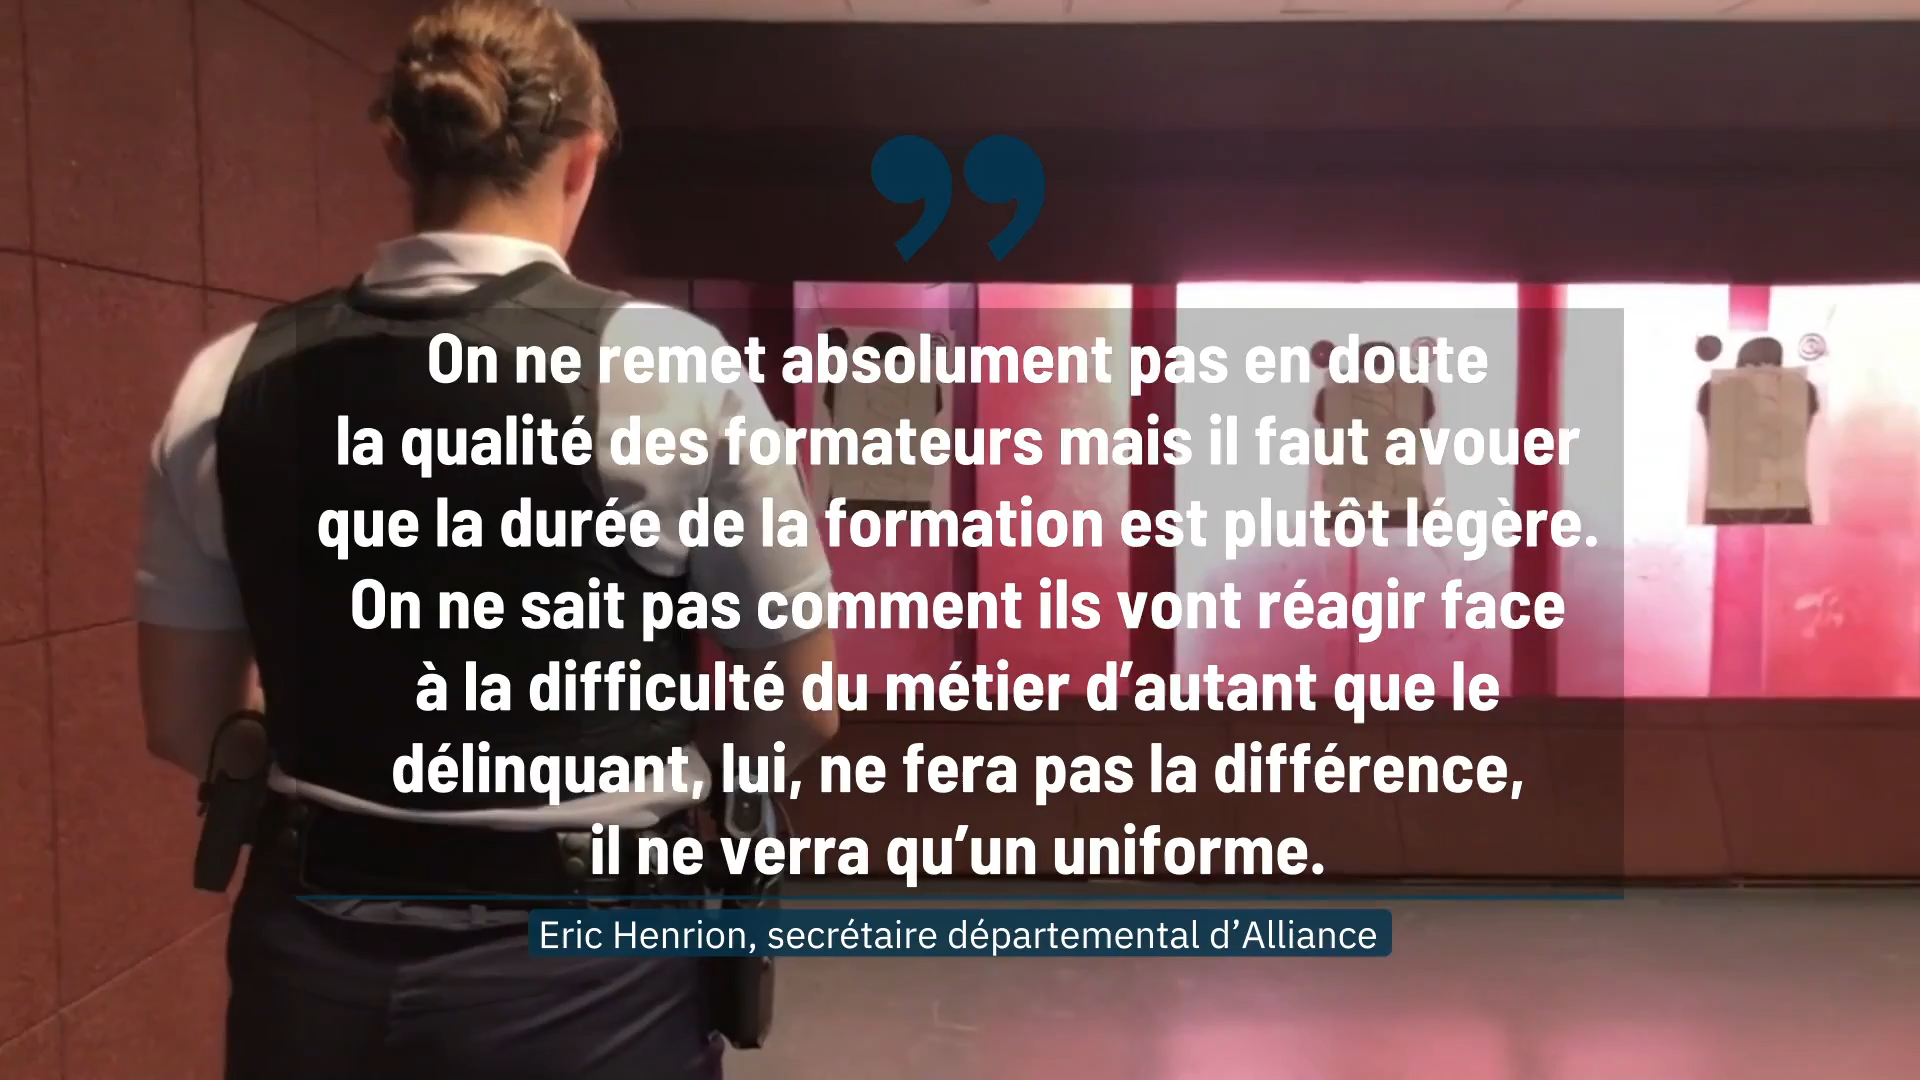 ”
On ne remet absolument pas en doute
la qualité des formateurs mais il faut avouer
que la durée de la formation est plutôt légère.
On ne sait pas comment ils vont réagir face
à la difficulté du métier d’autant que le
délinquant, lui, ne fera pas la différence,
il ne verra qu’un uniforme.
Eric Henrion, secrétaire départemental d’Alliance